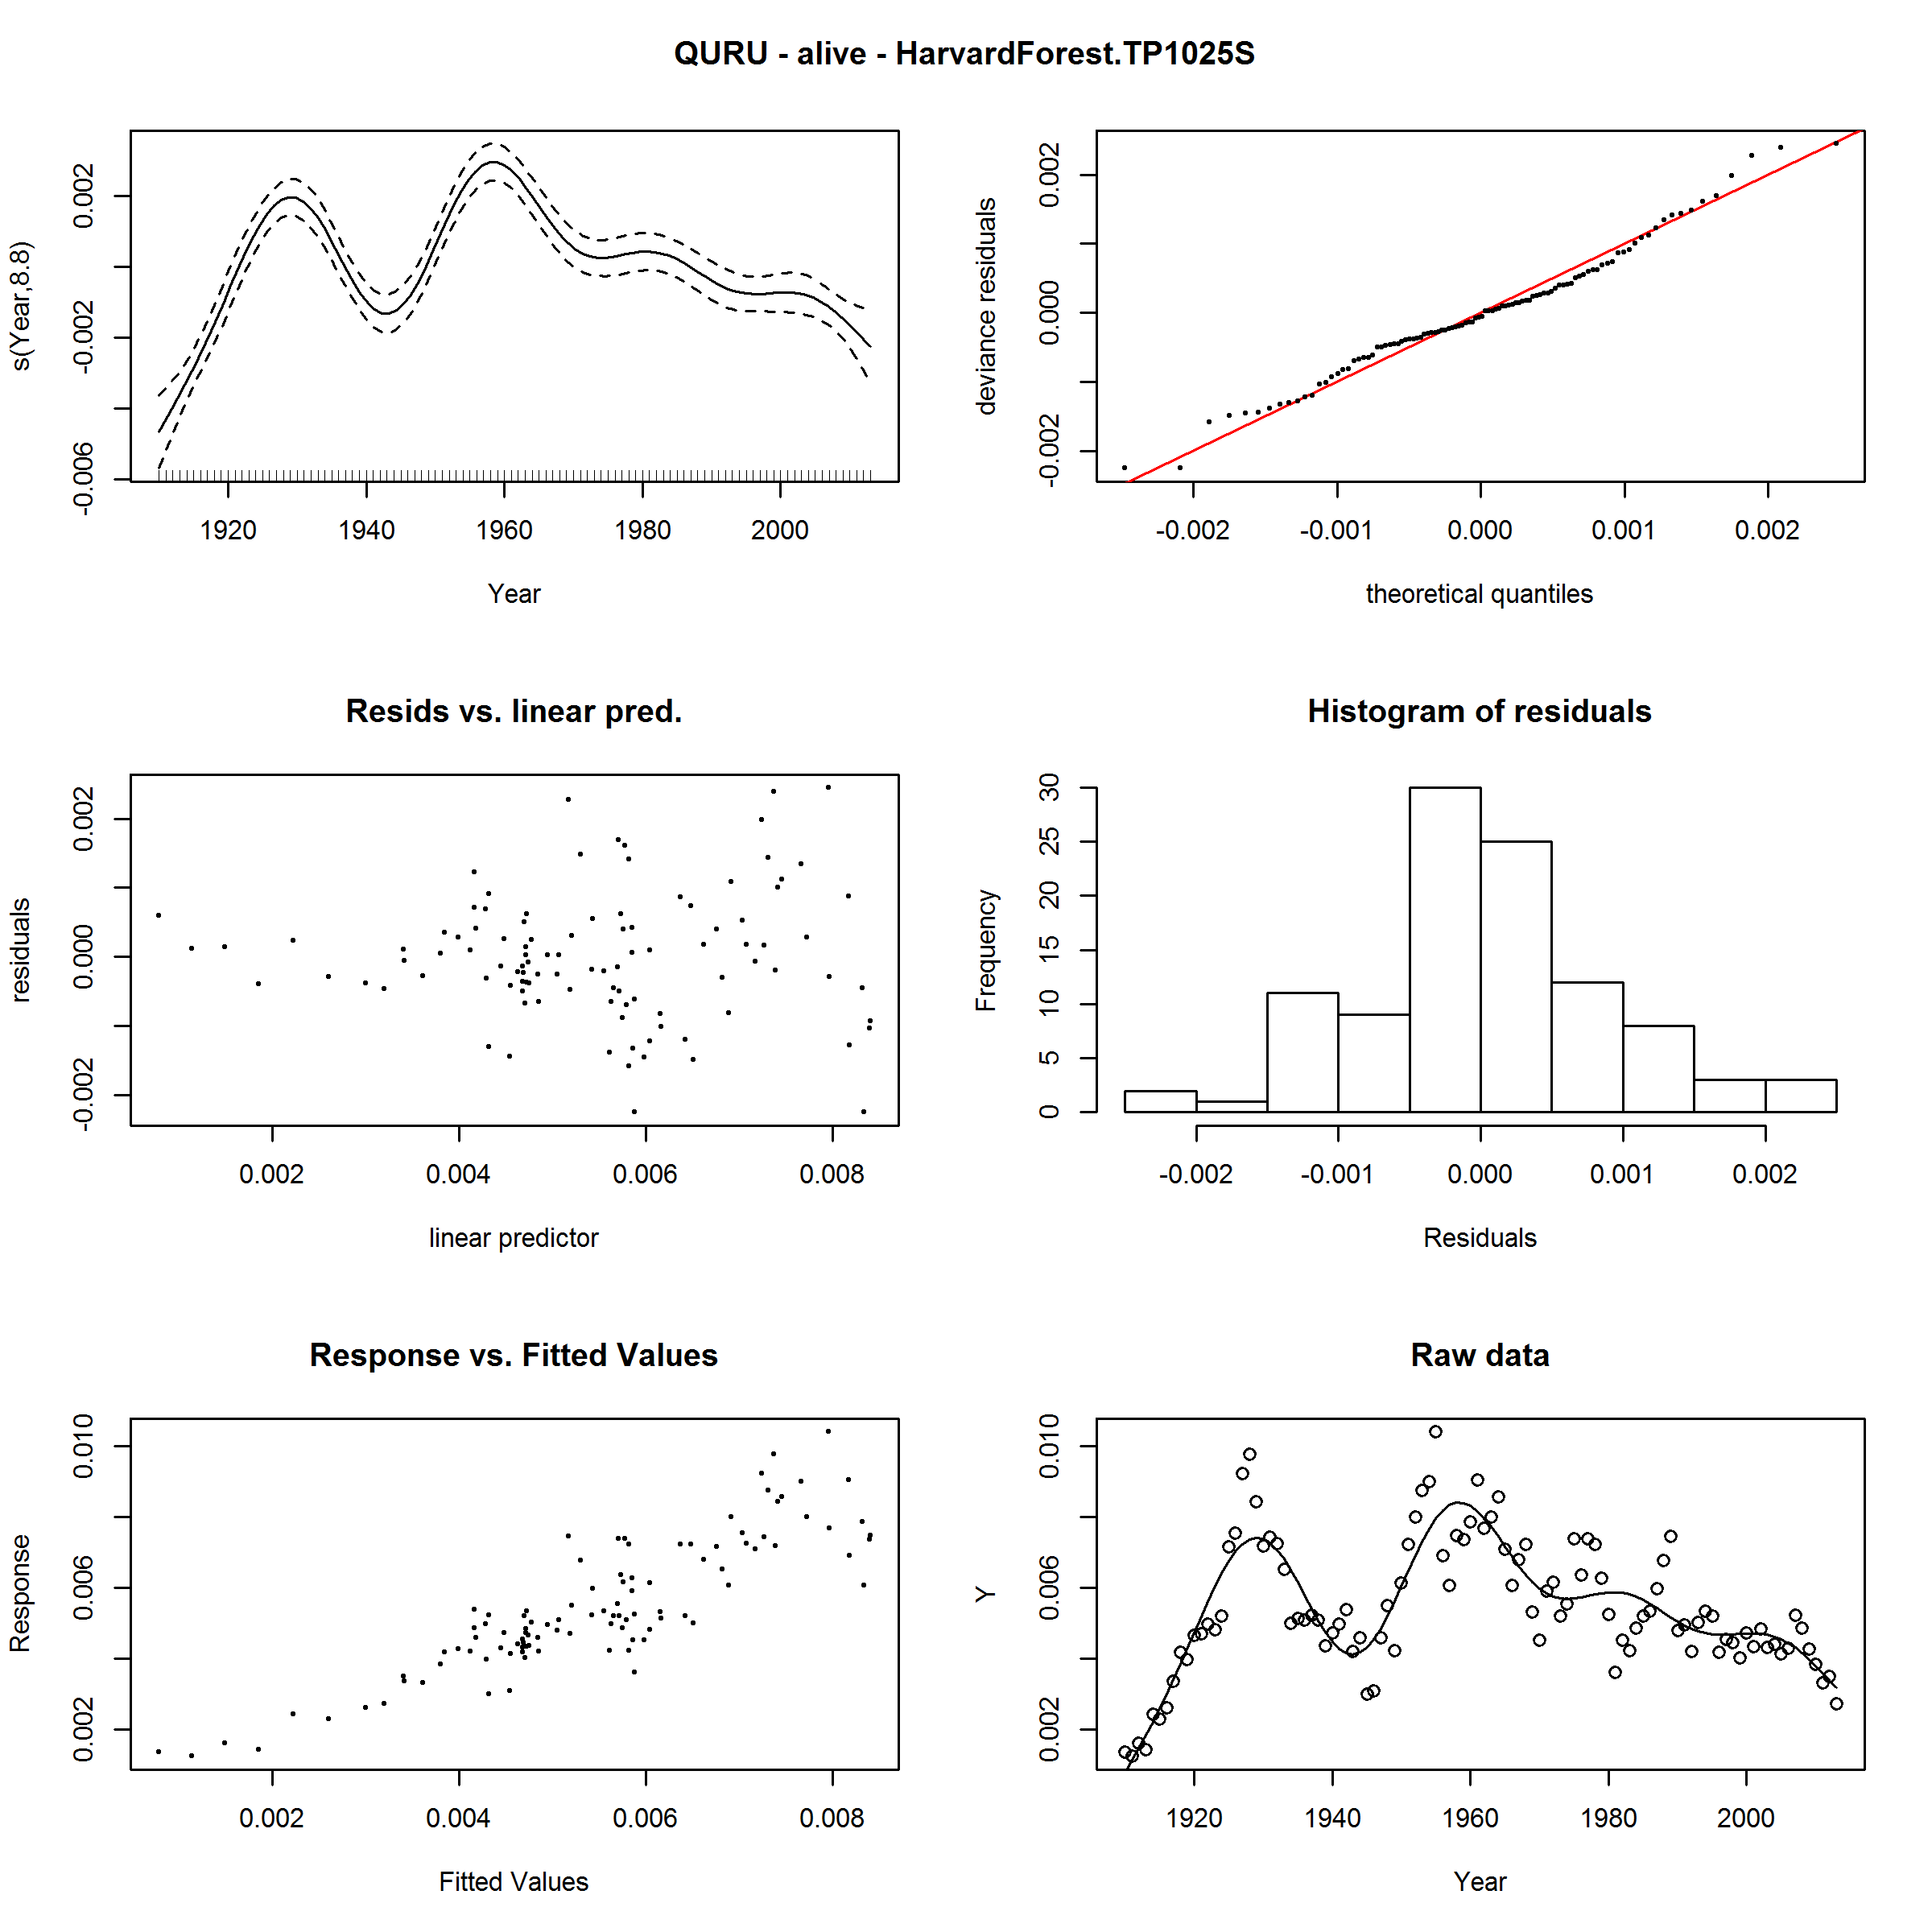 QURU - alive - HarvardForest.TP1025S
s(Year,8.8)
0.002
-0.002
-0.006
1920 1940 1960 1980 2000
Year
deviance residuals
0.002
0.000
-0.002
-0.002 -0.001 0.000 0.001 0.002
theoretical quantiles
Resids vs. linear pred.
residuals
0.002
0.000
-0.002
0.002 0.004 0.006 0.008
linear predictor
Histogram of residuals
Frequency
30
25
20
15
10
5
0
-0.002 -0.001 0.000 0.001 0.002
Residuals
Response vs. Fitted Values
Response
0.010
0.006
0.002
0.002 0.004 0.006 0.008
Fitted Values
Raw data
Y
0.010
0.006
0.002
1920 1940 1960 1980 2000
Year